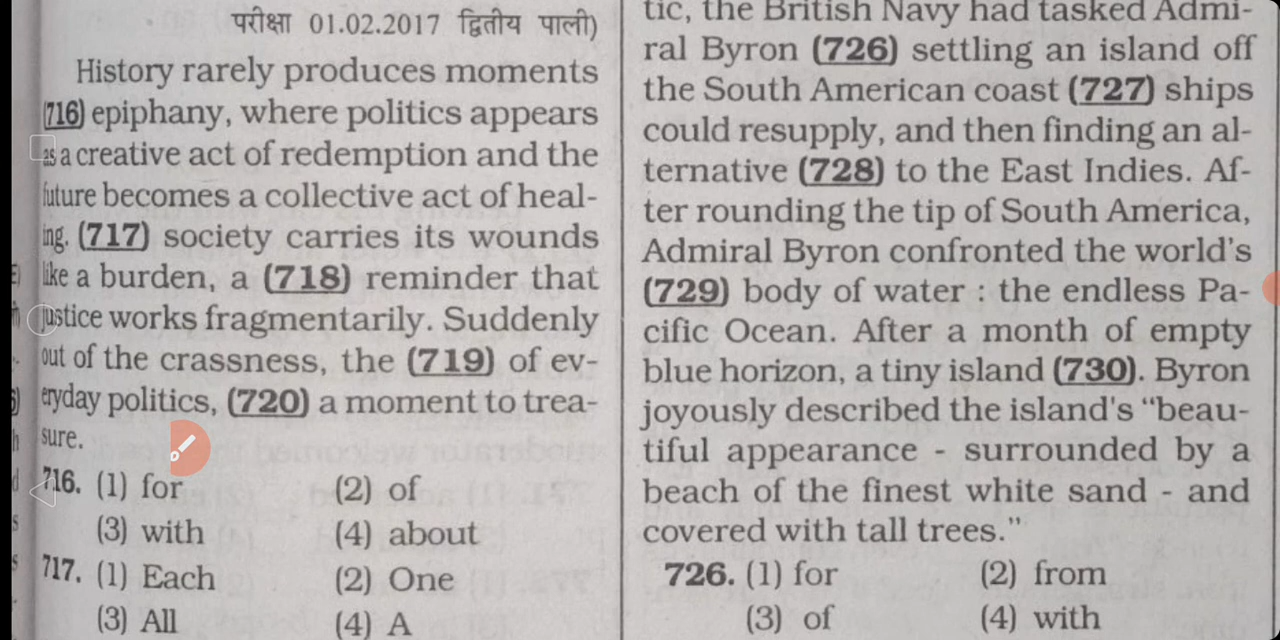 परीक्षा 01.02.2017 द्वितीय पाली)
History rarely produces moments
(716) epiphany, where politics appears
as a creative act of redemption and the
future becomes a collective act of heal-
ing. (717) society carries its wounds
like a burden, a (718) reminder that
justice works fragmentarily. Suddenly
out of the crassness, the (719) of ev-
eryday politics, (720) a moment to trea-
sure.
716. (1) for (2) of
(3) with (4) about
717. (1) Each (2) One
(3) All (4) A
tic, the British Navy had tasked Admi-
ral Byron (726) settling an island off
the South American coast (727) ships
could resupply, and then finding an al-
ternative (728) to the East Indies. Af-
ter rounding the tip of South America,
Admiral Byron confronted the world's
(729) body of water : the endless Pa-
cific Ocean. After a month of empty
blue horizon, a tiny island (730). Byron
joyously described the island's “beau-
tiful appearance - surrounded by a
beach of the finest white sand - and
covered with tall trees.”
726. (1) for (2) from
(3) of (4) with